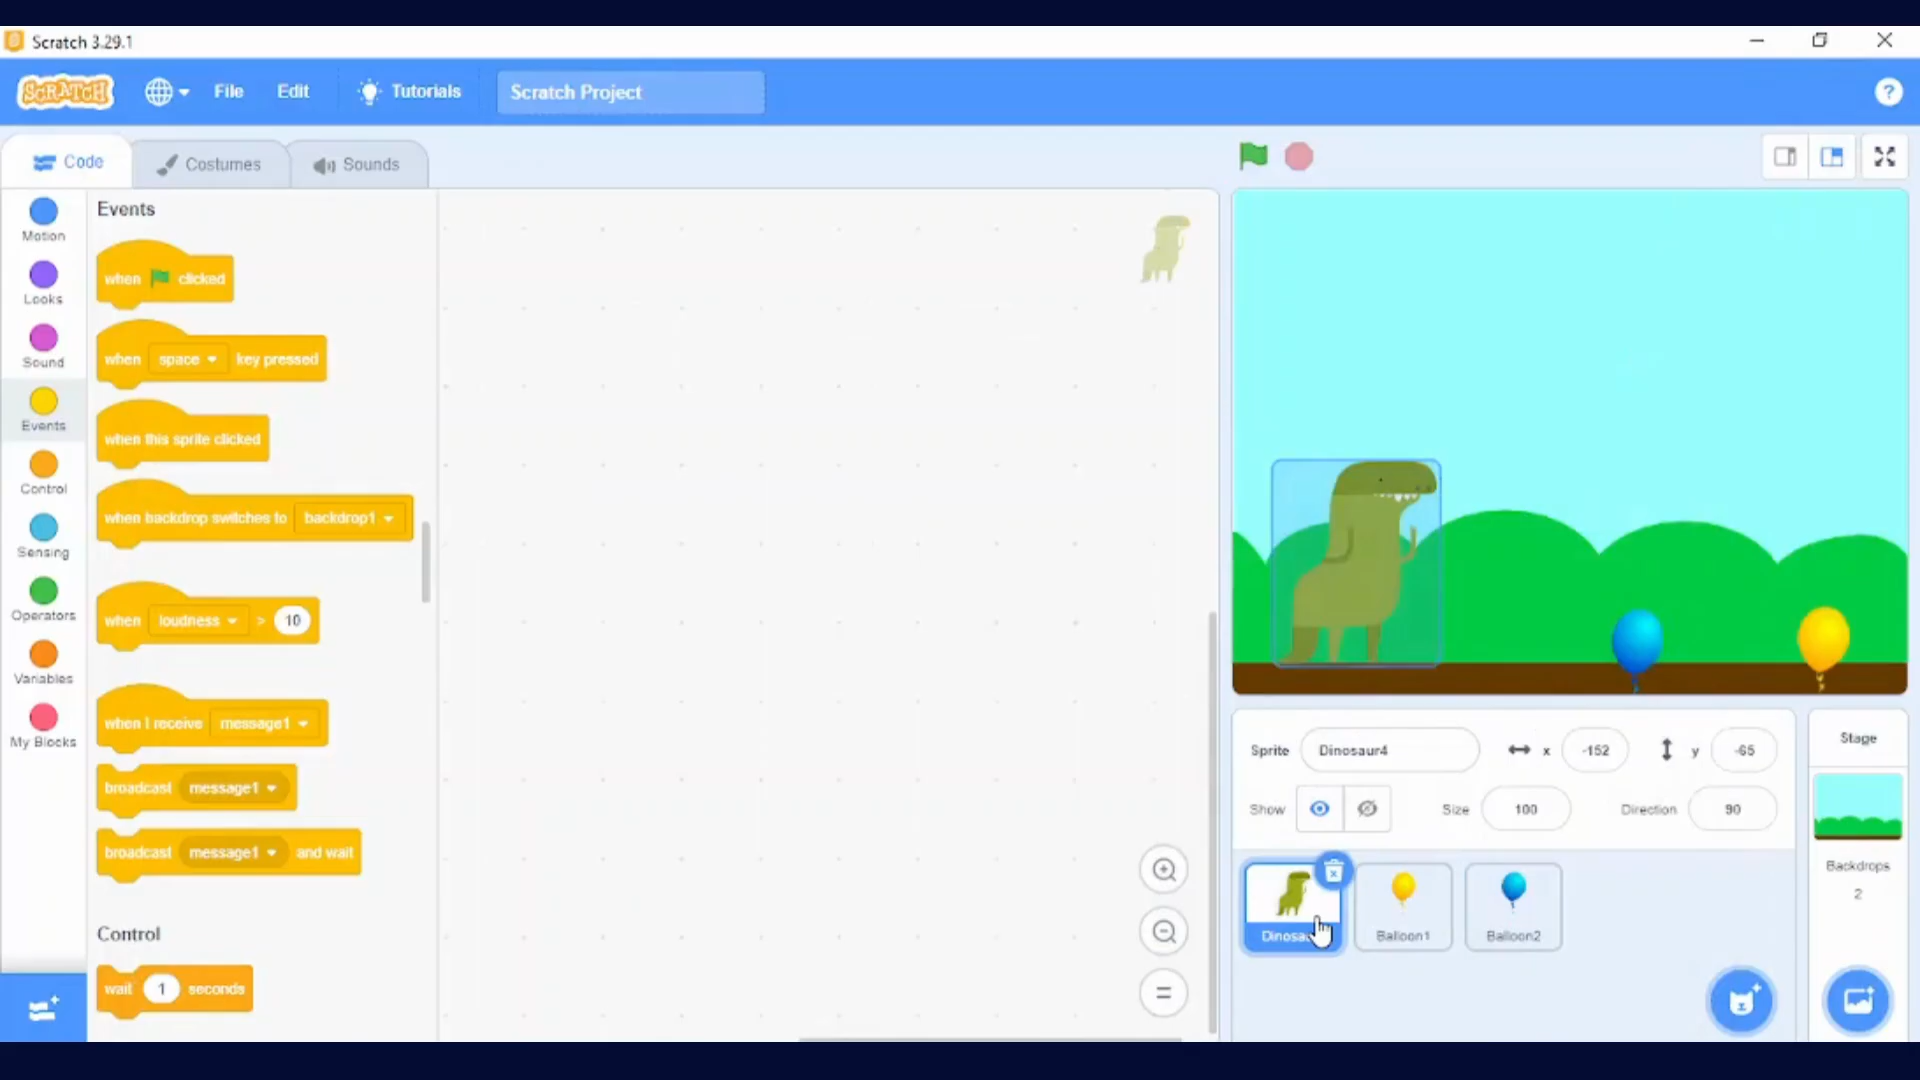 Scratch 3.29.1
SCRATCH File Edit Tutorials Scratch Project ?
Code Costumes Sounds
Motion
Looks
Sound
Events
Control
Sensing
Operators
Variables
My Blocks
Events
when clicked
when space key pressed
when this sprite clicked
when backdrop switches to backdrop1
when loudness > 10
when I receive message1
broadcast message1
broadcast message1 and wait
Control
wait 1 seconds
Sprite Dinosaur4 x -152 y -65
Show Size 100 Direction 90
Dinosa
Balloon1
Balloon2
Stage
Backdrops
2